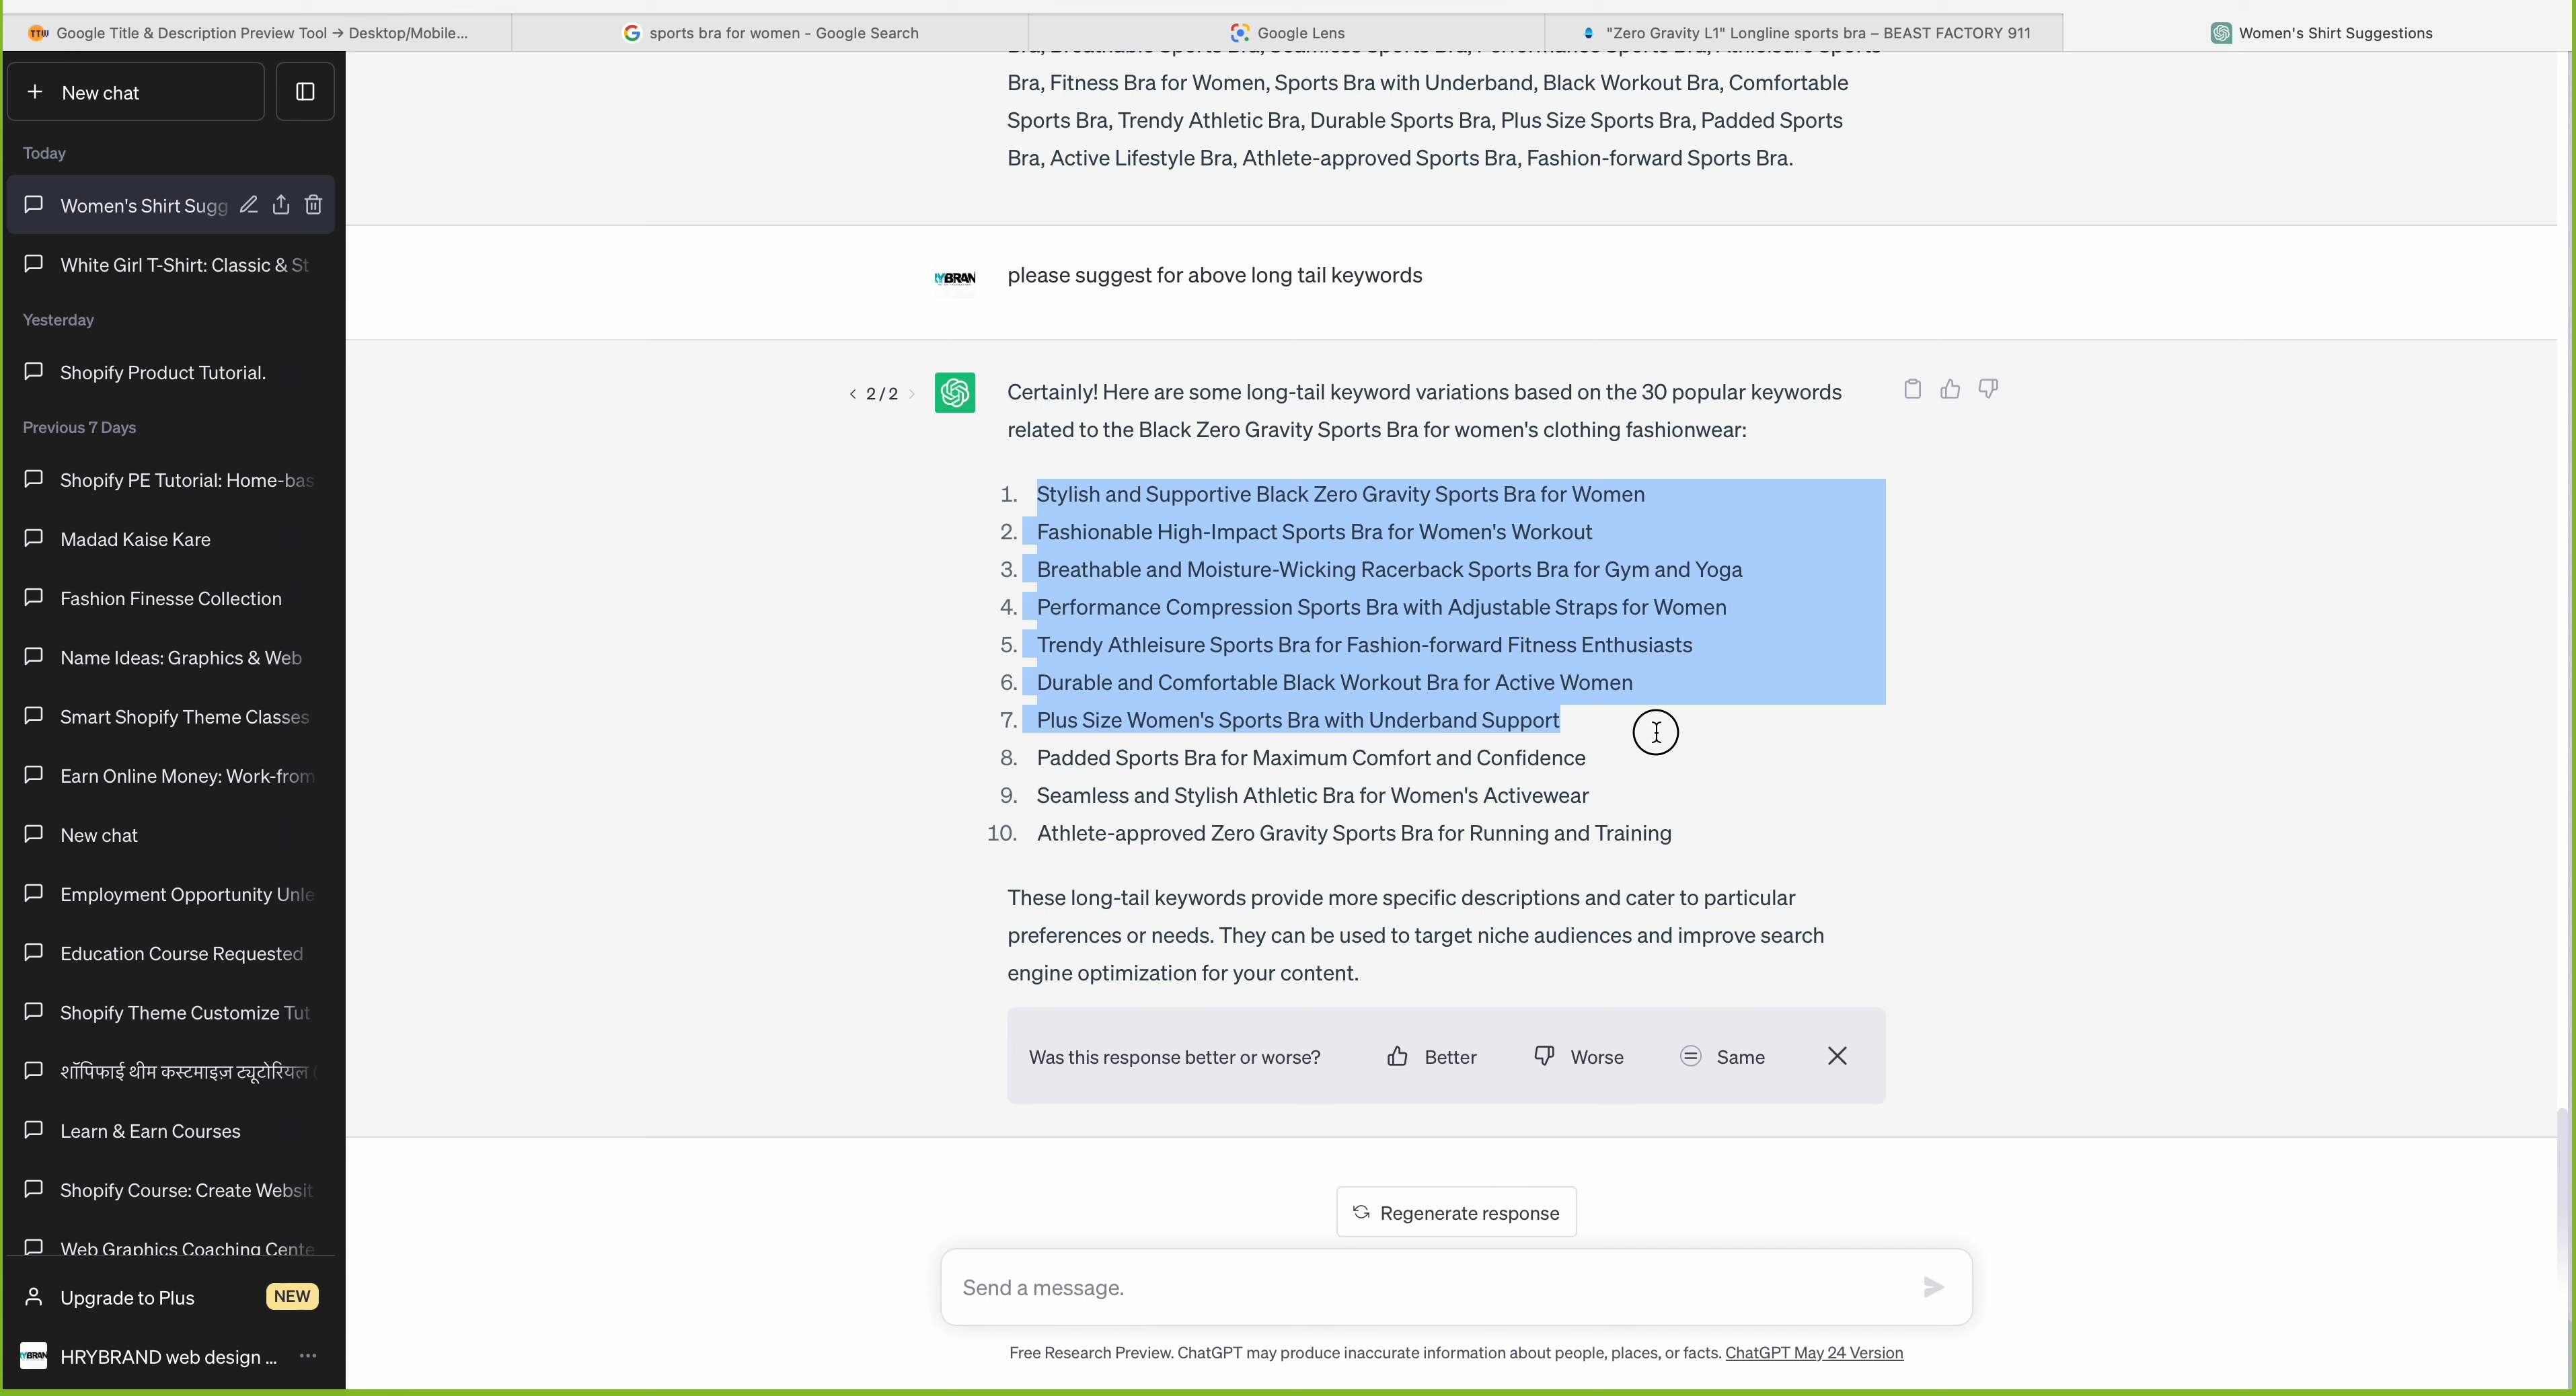 Google Title & Description Preview Tool → Desktop/Mobile...
sports bra for women - Google Search
Google Lens
"Zero Gravity L1" Longline sports bra – BEAST FACTORY 911
Women's Shirt Suggestions
New chat
Today
Women's Shirt Sugg
White Girl T-Shirt: Classic & St
Yesterday
Shopify Product Tutorial.
Previous 7 Days
Shopify PE Tutorial: Home-bas
Madad Kaise Kare
Fashion Finesse Collection
Name Ideas: Graphics & Web
Smart Shopify Theme Classes
Earn Online Money: Work-from
New chat
Employment Opportunity Unle
Education Course Requested
Shopify Theme Customize Tut
शॉपिफाई थीम कस्टमाइज़ ट्यूटोरियल
Learn & Earn Courses
Shopify Course: Create Websit
Web Graphics Coaching Cente
Upgrade to Plus NEW
HRYBRAND web design ...
Bra, Breathable Sports Bra, Seamless Sports Bra, Performance Sports Bra, Athleisure Sports
Bra, Fitness Bra for Women, Sports Bra with Underband, Black Workout Bra, Comfortable
Sports Bra, Trendy Athletic Bra, Durable Sports Bra, Plus Size Sports Bra, Padded Sports
Bra, Active Lifestyle Bra, Athlete-approved Sports Bra, Fashion-forward Sports Bra.
please suggest for above long tail keywords
2 / 2
Certainly! Here are some long-tail keyword variations based on the 30 popular keywords
related to the Black Zero Gravity Sports Bra for women's clothing fashionwear:
1. Stylish and Supportive Black Zero Gravity Sports Bra for Women
2. Fashionable High-Impact Sports Bra for Women's Workout
3. Breathable and Moisture-Wicking Racerback Sports Bra for Gym and Yoga
4. Performance Compression Sports Bra with Adjustable Straps for Women
5. Trendy Athleisure Sports Bra for Fashion-forward Fitness Enthusiasts
6. Durable and Comfortable Black Workout Bra for Active Women
7. Plus Size Women's Sports Bra with Underband Support
8. Padded Sports Bra for Maximum Comfort and Confidence
9. Seamless and Stylish Athletic Bra for Women's Activewear
10. Athlete-approved Zero Gravity Sports Bra for Running and Training
These long-tail keywords provide more specific descriptions and cater to particular
preferences or needs. They can be used to target niche audiences and improve search
engine optimization for your content.
Was this response better or worse? Better Worse Same
Regenerate response
Send a message.
Free Research Preview. ChatGPT may produce inaccurate information about people, places, or facts. ChatGPT May 24 Version